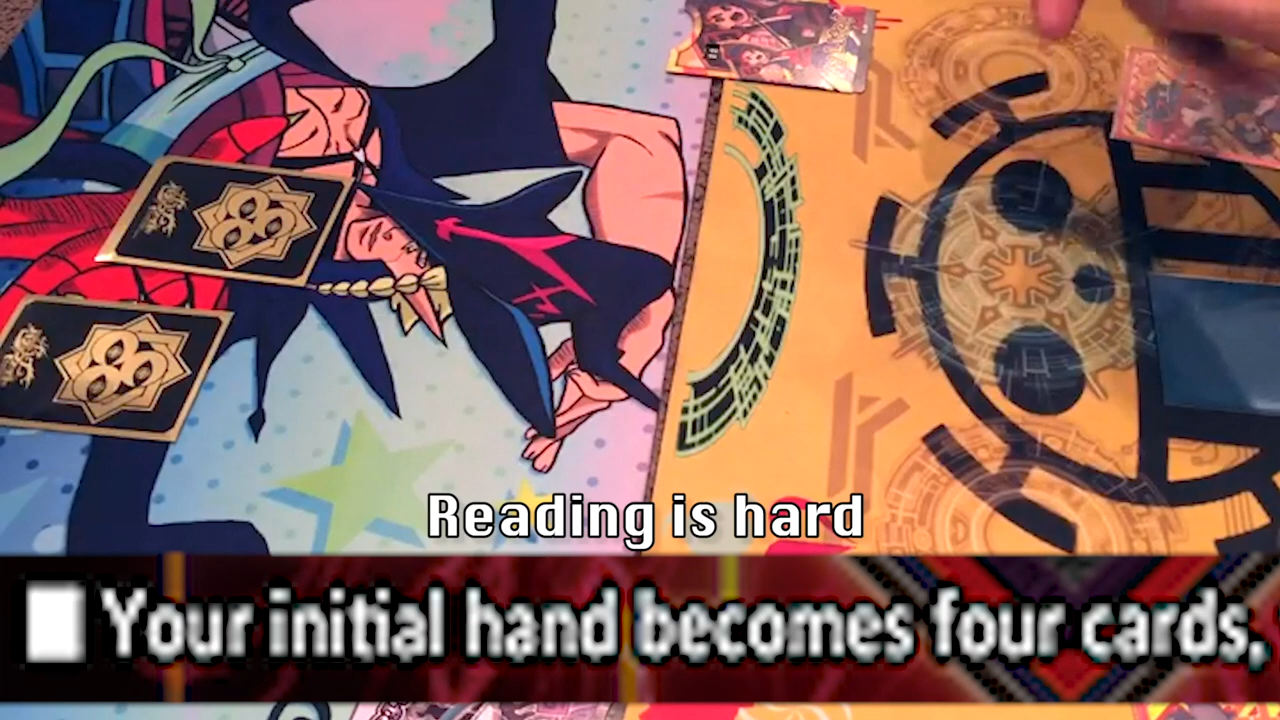 Reading is hard
■ Your initial hand becomes four cards,